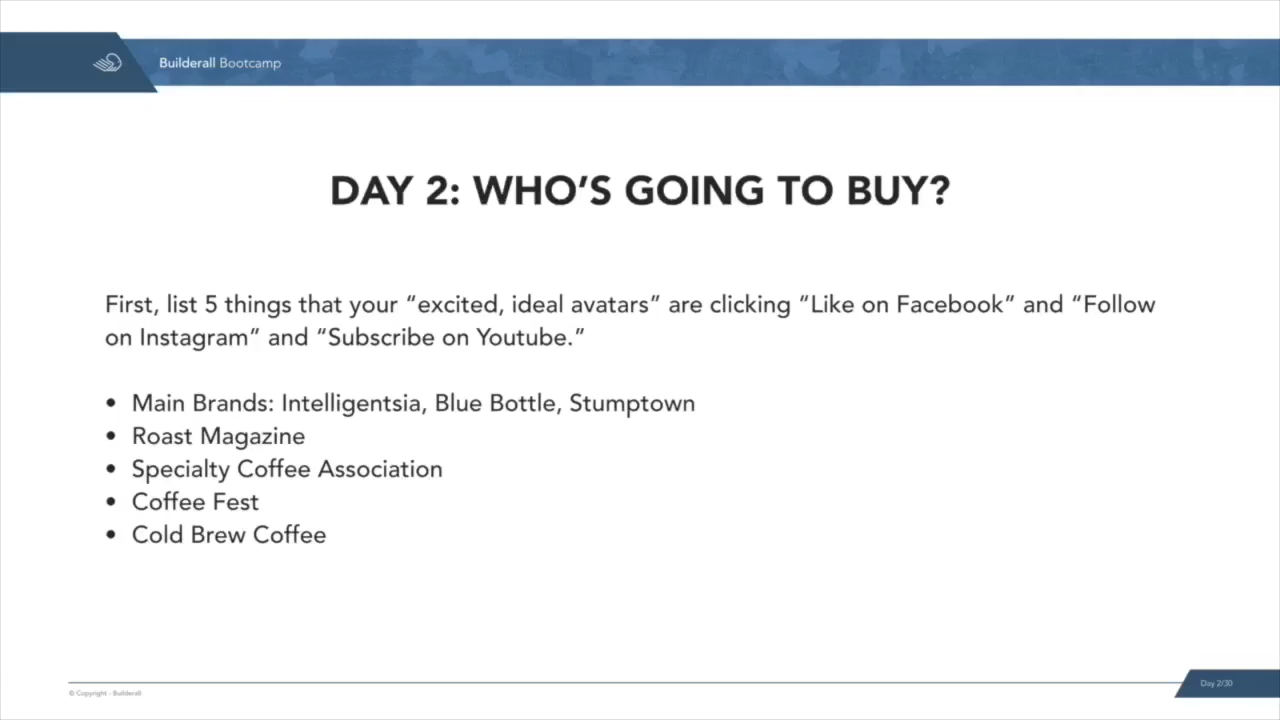 Builderall Bootcamp
DAY 2: WHO’S GOING TO BUY?
First, list 5 things that your “excited, ideal avatars” are clicking “Like on Facebook” and “Follow
on Instagram” and “Subscribe on Youtube.”
• Main Brands: Intelligentsia, Blue Bottle, Stumptown
• Roast Magazine
• Specialty Coffee Association
• Coffee Fest
• Cold Brew Coffee
© Copyright - Builderall
Day 2/30